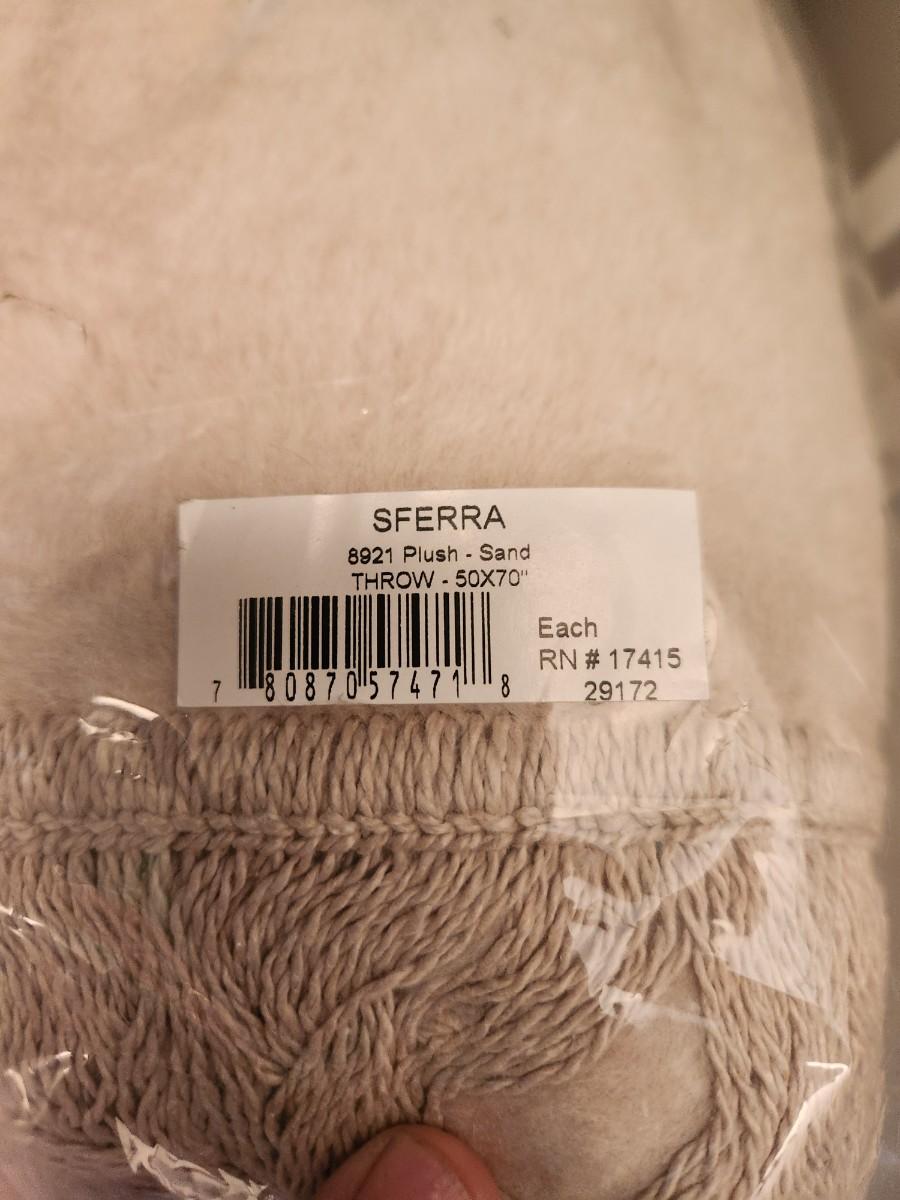 SFERRA
8921 Plush - Sand
THROW - 50X70"
Each
RN # 17415
29172
7 80870 57471 8